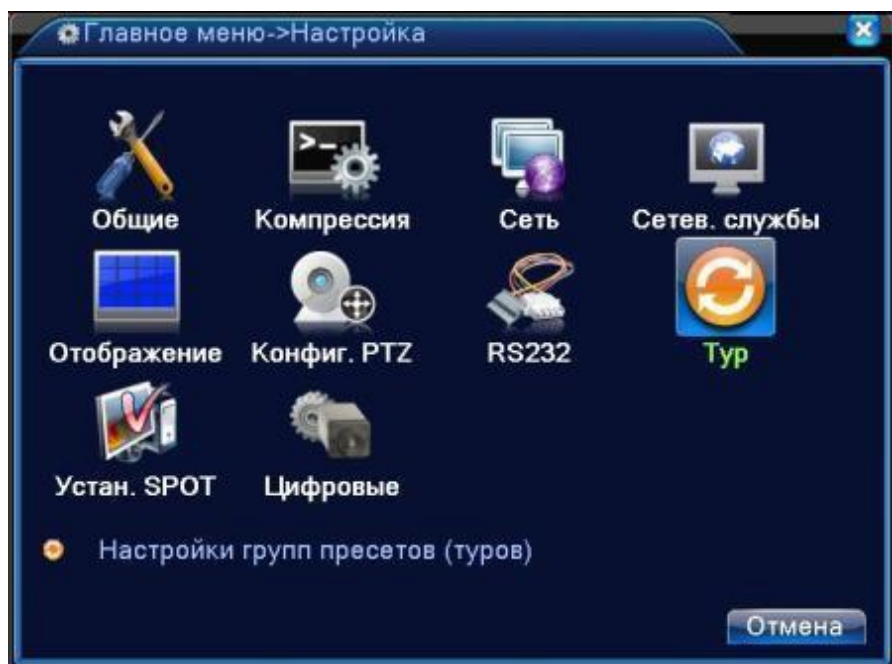 Главное меню->Настройка
Общие Компрессия Сеть Сетев. службы
Отображение Конфиг. PTZ RS232 Тур
Устан. SPOT Цифровые
Настройки групп пресетов (туров)
Отмена